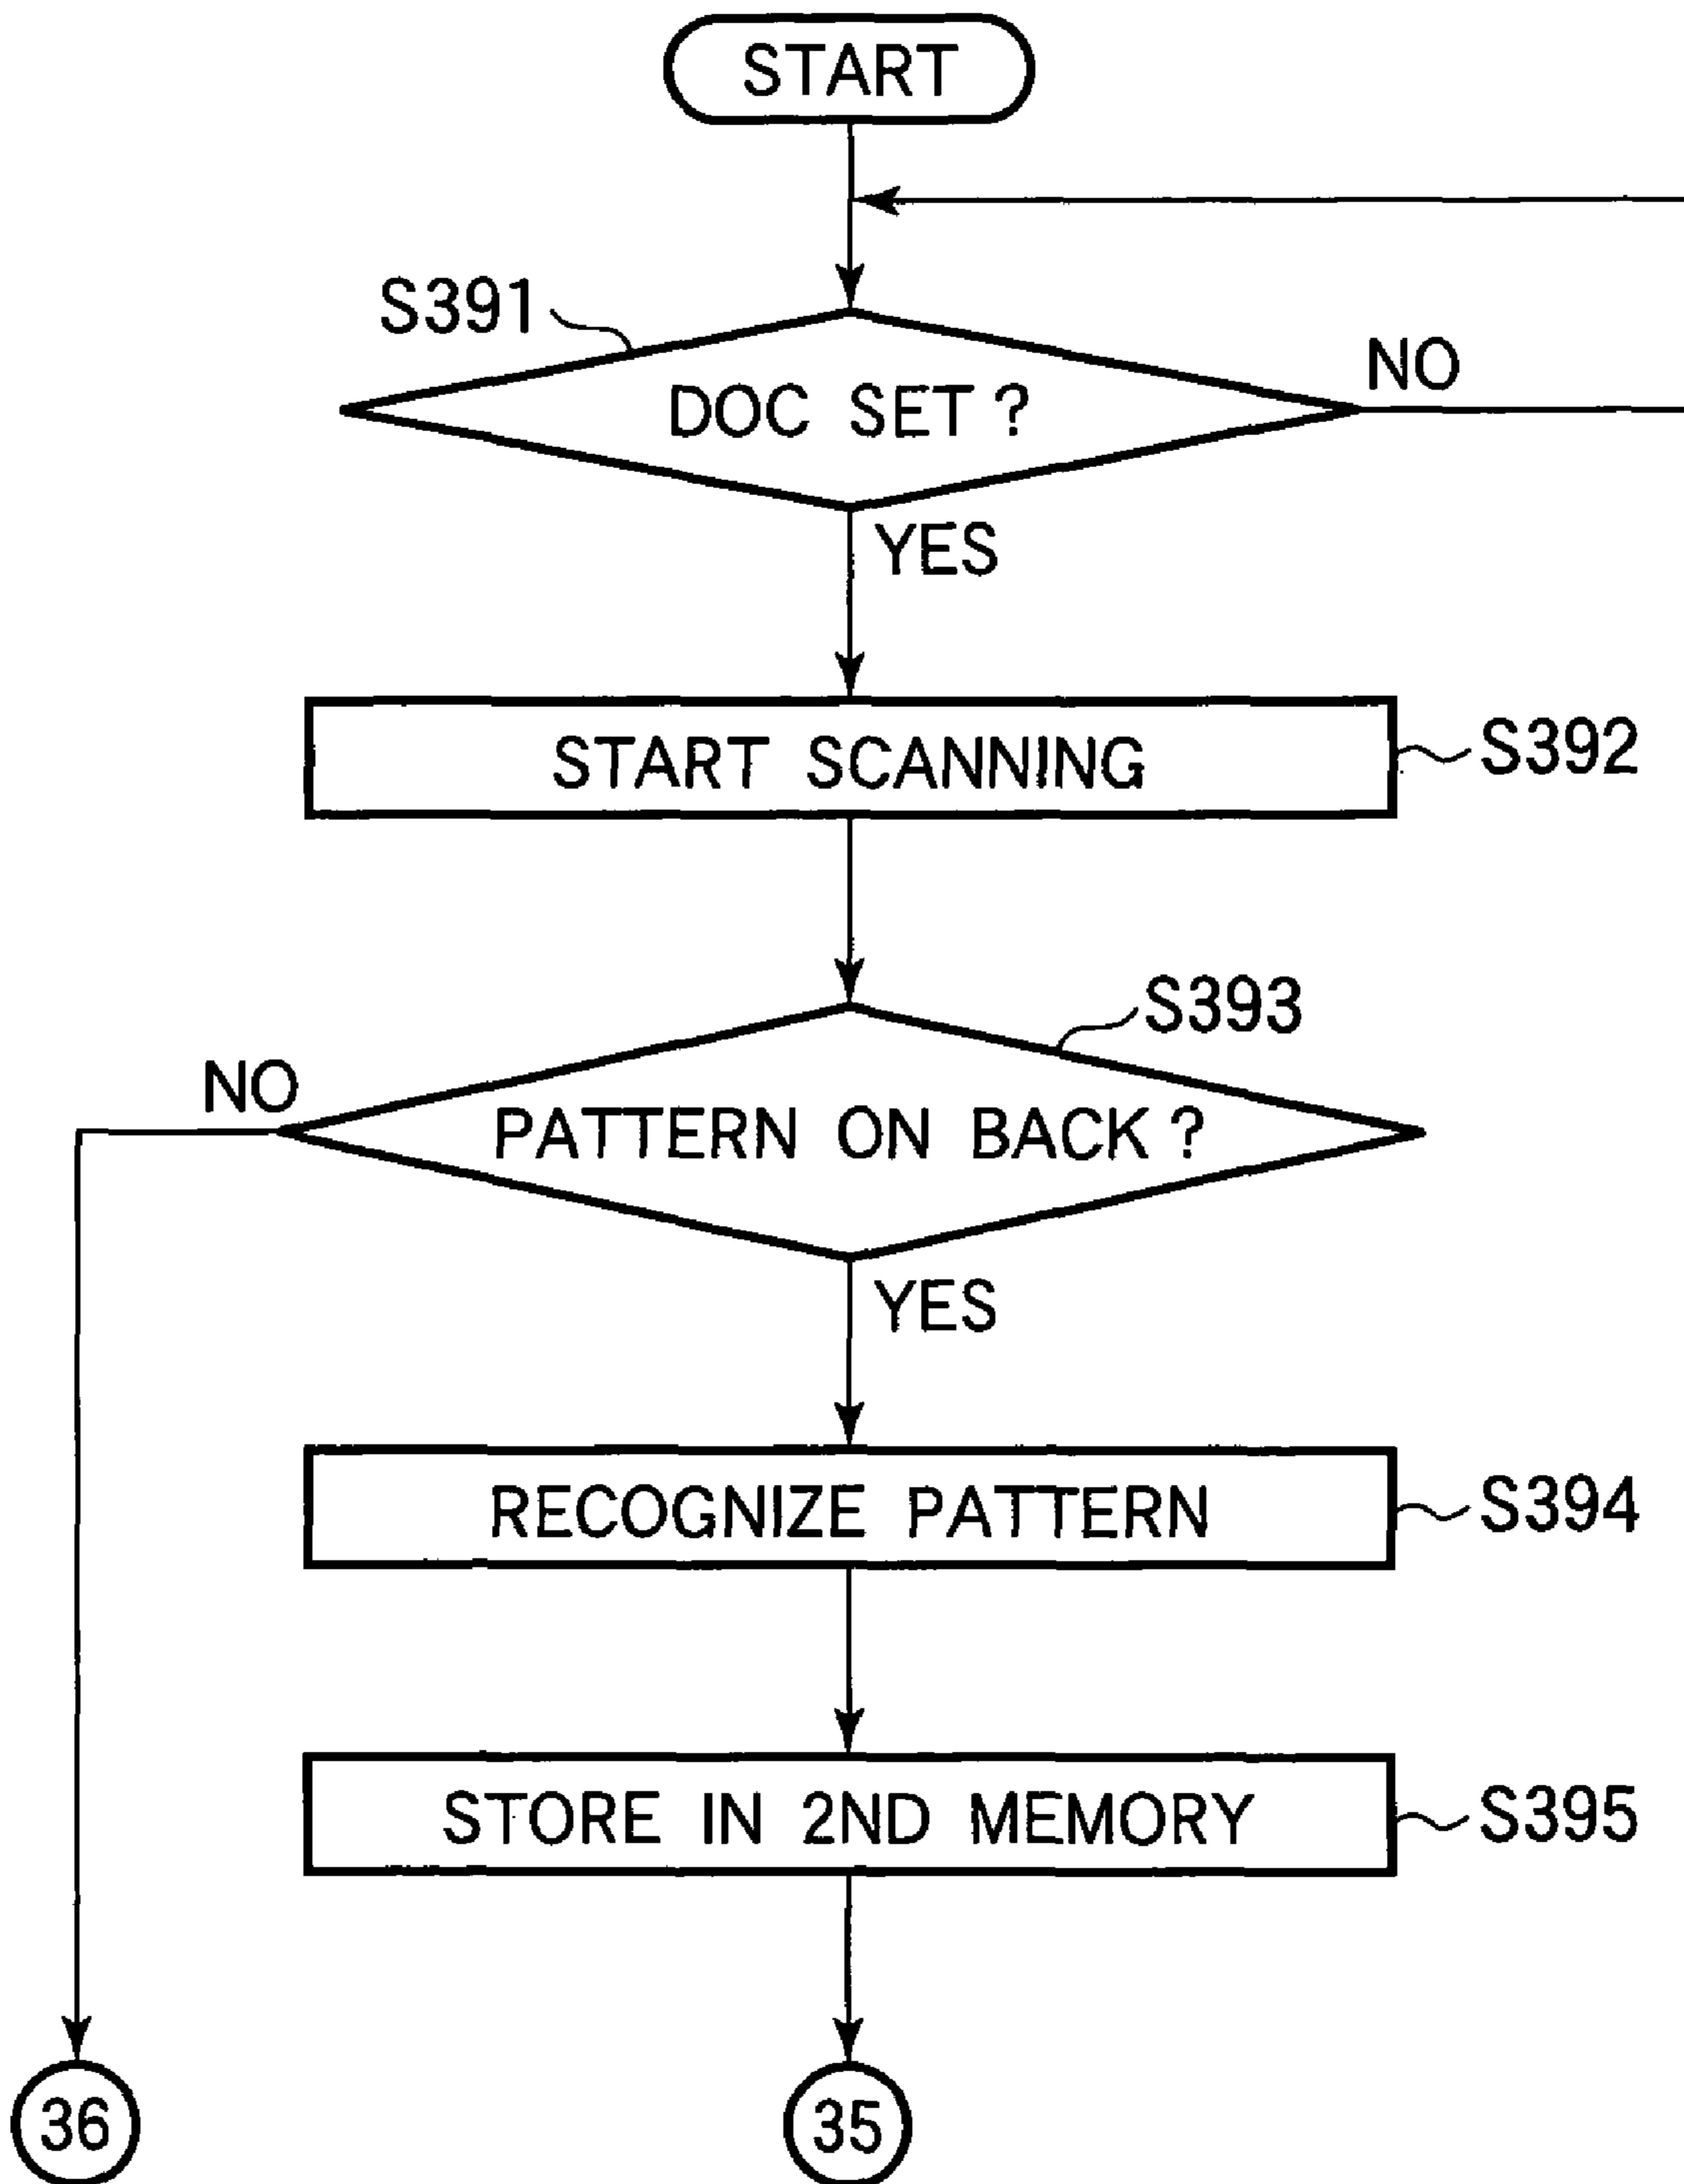 START
S391
DOC SET ?
NO
YES
START SCANNING
S392
S393
NO
PATTERN ON BACK ?
YES
RECOGNIZE PATTERN
S394
STORE IN 2ND MEMORY
S395
36
35